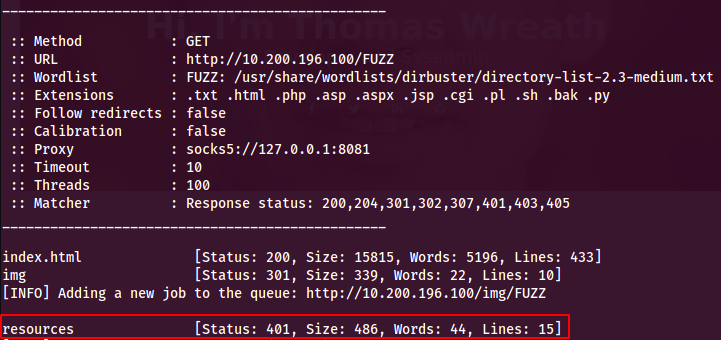 Hi, I'm Thomas Wreath
Sysadmin
________________________________________________
:: Method : GET
:: URL : http://10.200.196.100/FUZZ
:: Wordlist : FUZZ: /usr/share/wordlists/dirbuster/directory-list-2.3-medium.txt
:: Extensions : .txt .html .php .asp .aspx .jsp .cgi .pl .sh .bak .py
:: Follow redirects : false
:: Calibration : false
:: Proxy : socks5://127.0.0.1:8081
:: Timeout : 10
:: Threads : 100
:: Matcher : Response status: 200,204,301,302,307,401,403,405
________________________________________________
index.html [Status: 200, Size: 15815, Words: 5196, Lines: 433]
img [Status: 301, Size: 339, Words: 22, Lines: 10]
[INFO] Adding a new job to the queue: http://10.200.196.100/img/FUZZ
resources [Status: 401, Size: 486, Words: 44, Lines: 15]